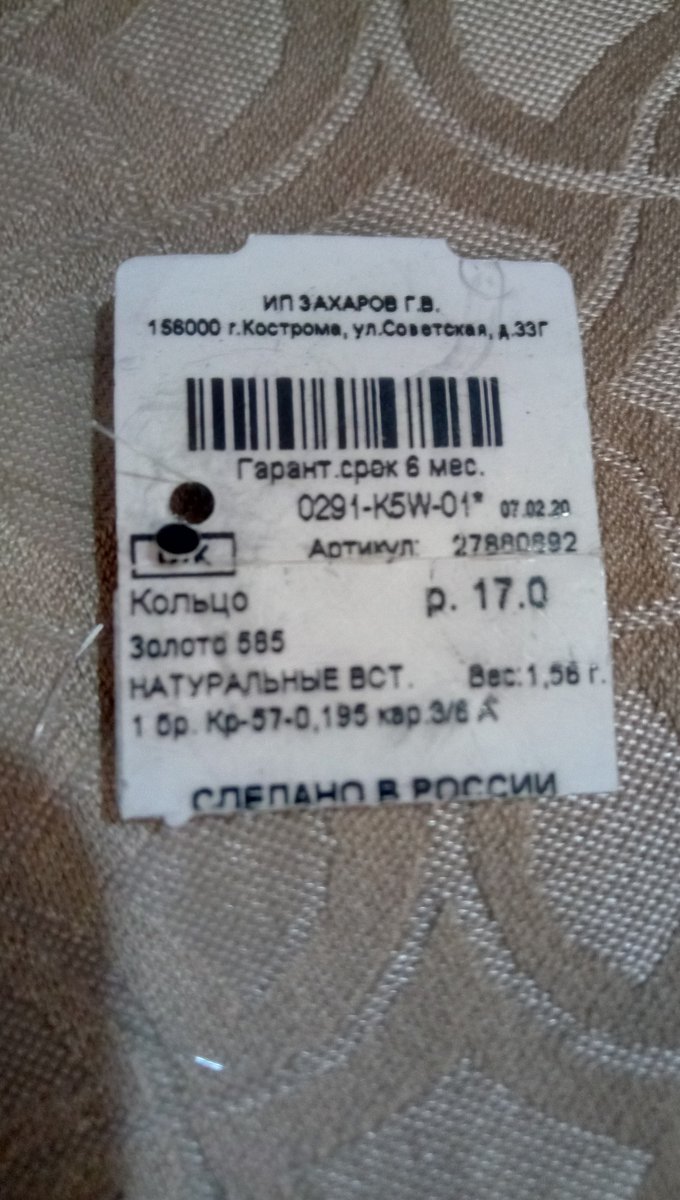 ИП ЗАХАРОВ Г.В.
156000 г.Кострома, ул.Советская, д.33Г
Гарант.срок 6 мес.
0291-K5W-01* 07.02.20
Артикул: 27880892
Кольцо р. 17.0
Золото 585
НАТУРАЛЬНЫЕ ВСТ. Вес:1,56 г.
1 бр. Кр-57-0,195 кар.3/6 А
СДЕЛАНО В РОССИИ